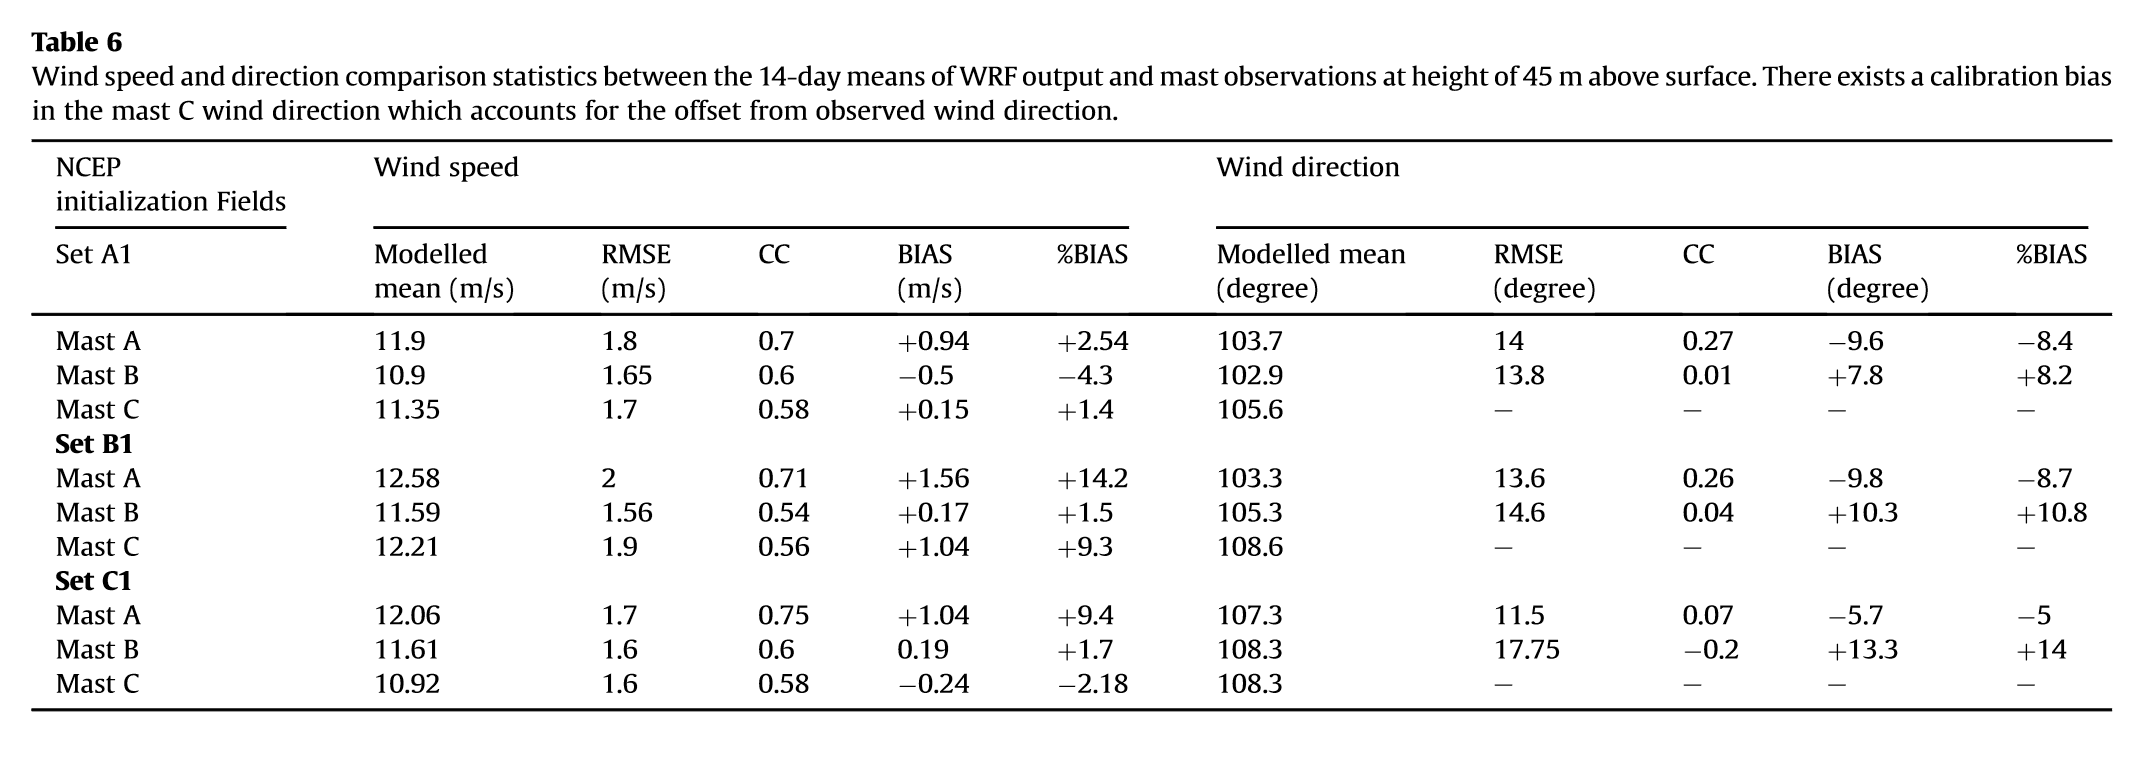 Table 6
Wind speed and direction comparison statistics between the 14-day means of WRF output and mast observations at height of 45 m above surface. There exists a calibration bias
in the mast C wind direction which accounts for the offset from observed wind direction.
NCEP Wind speed Wind direction
initialization Fields
Set A1 Modelled RMSE CC BIAS %BIAS Modelled mean RMSE CC BIAS %BIAS
mean (m/s) (m/s) (m/s) (degree) (degree) (degree)
Mast A 11.9 1.8 0.7 +0.94 +2.54 103.7 14 0.27 −9.6 −8.4
Mast B 10.9 1.65 0.6 −0.5 −4.3 102.9 13.8 0.01 +7.8 +8.2
Mast C 11.35 1.7 0.58 +0.15 +1.4 105.6 – – – –
Set B1
Mast A 12.58 2 0.71 +1.56 +14.2 103.3 13.6 0.26 −9.8 −8.7
Mast B 11.59 1.56 0.54 +0.17 +1.5 105.3 14.6 0.04 +10.3 +10.8
Mast C 12.21 1.9 0.56 +1.04 +9.3 108.6 – – – –
Set C1
Mast A 12.06 1.7 0.75 +1.04 +9.4 107.3 11.5 0.07 −5.7 −5
Mast B 11.61 1.6 0.6 0.19 +1.7 108.3 17.75 −0.2 +13.3 +14
Mast C 10.92 1.6 0.58 −0.24 −2.18 108.3 – – – –